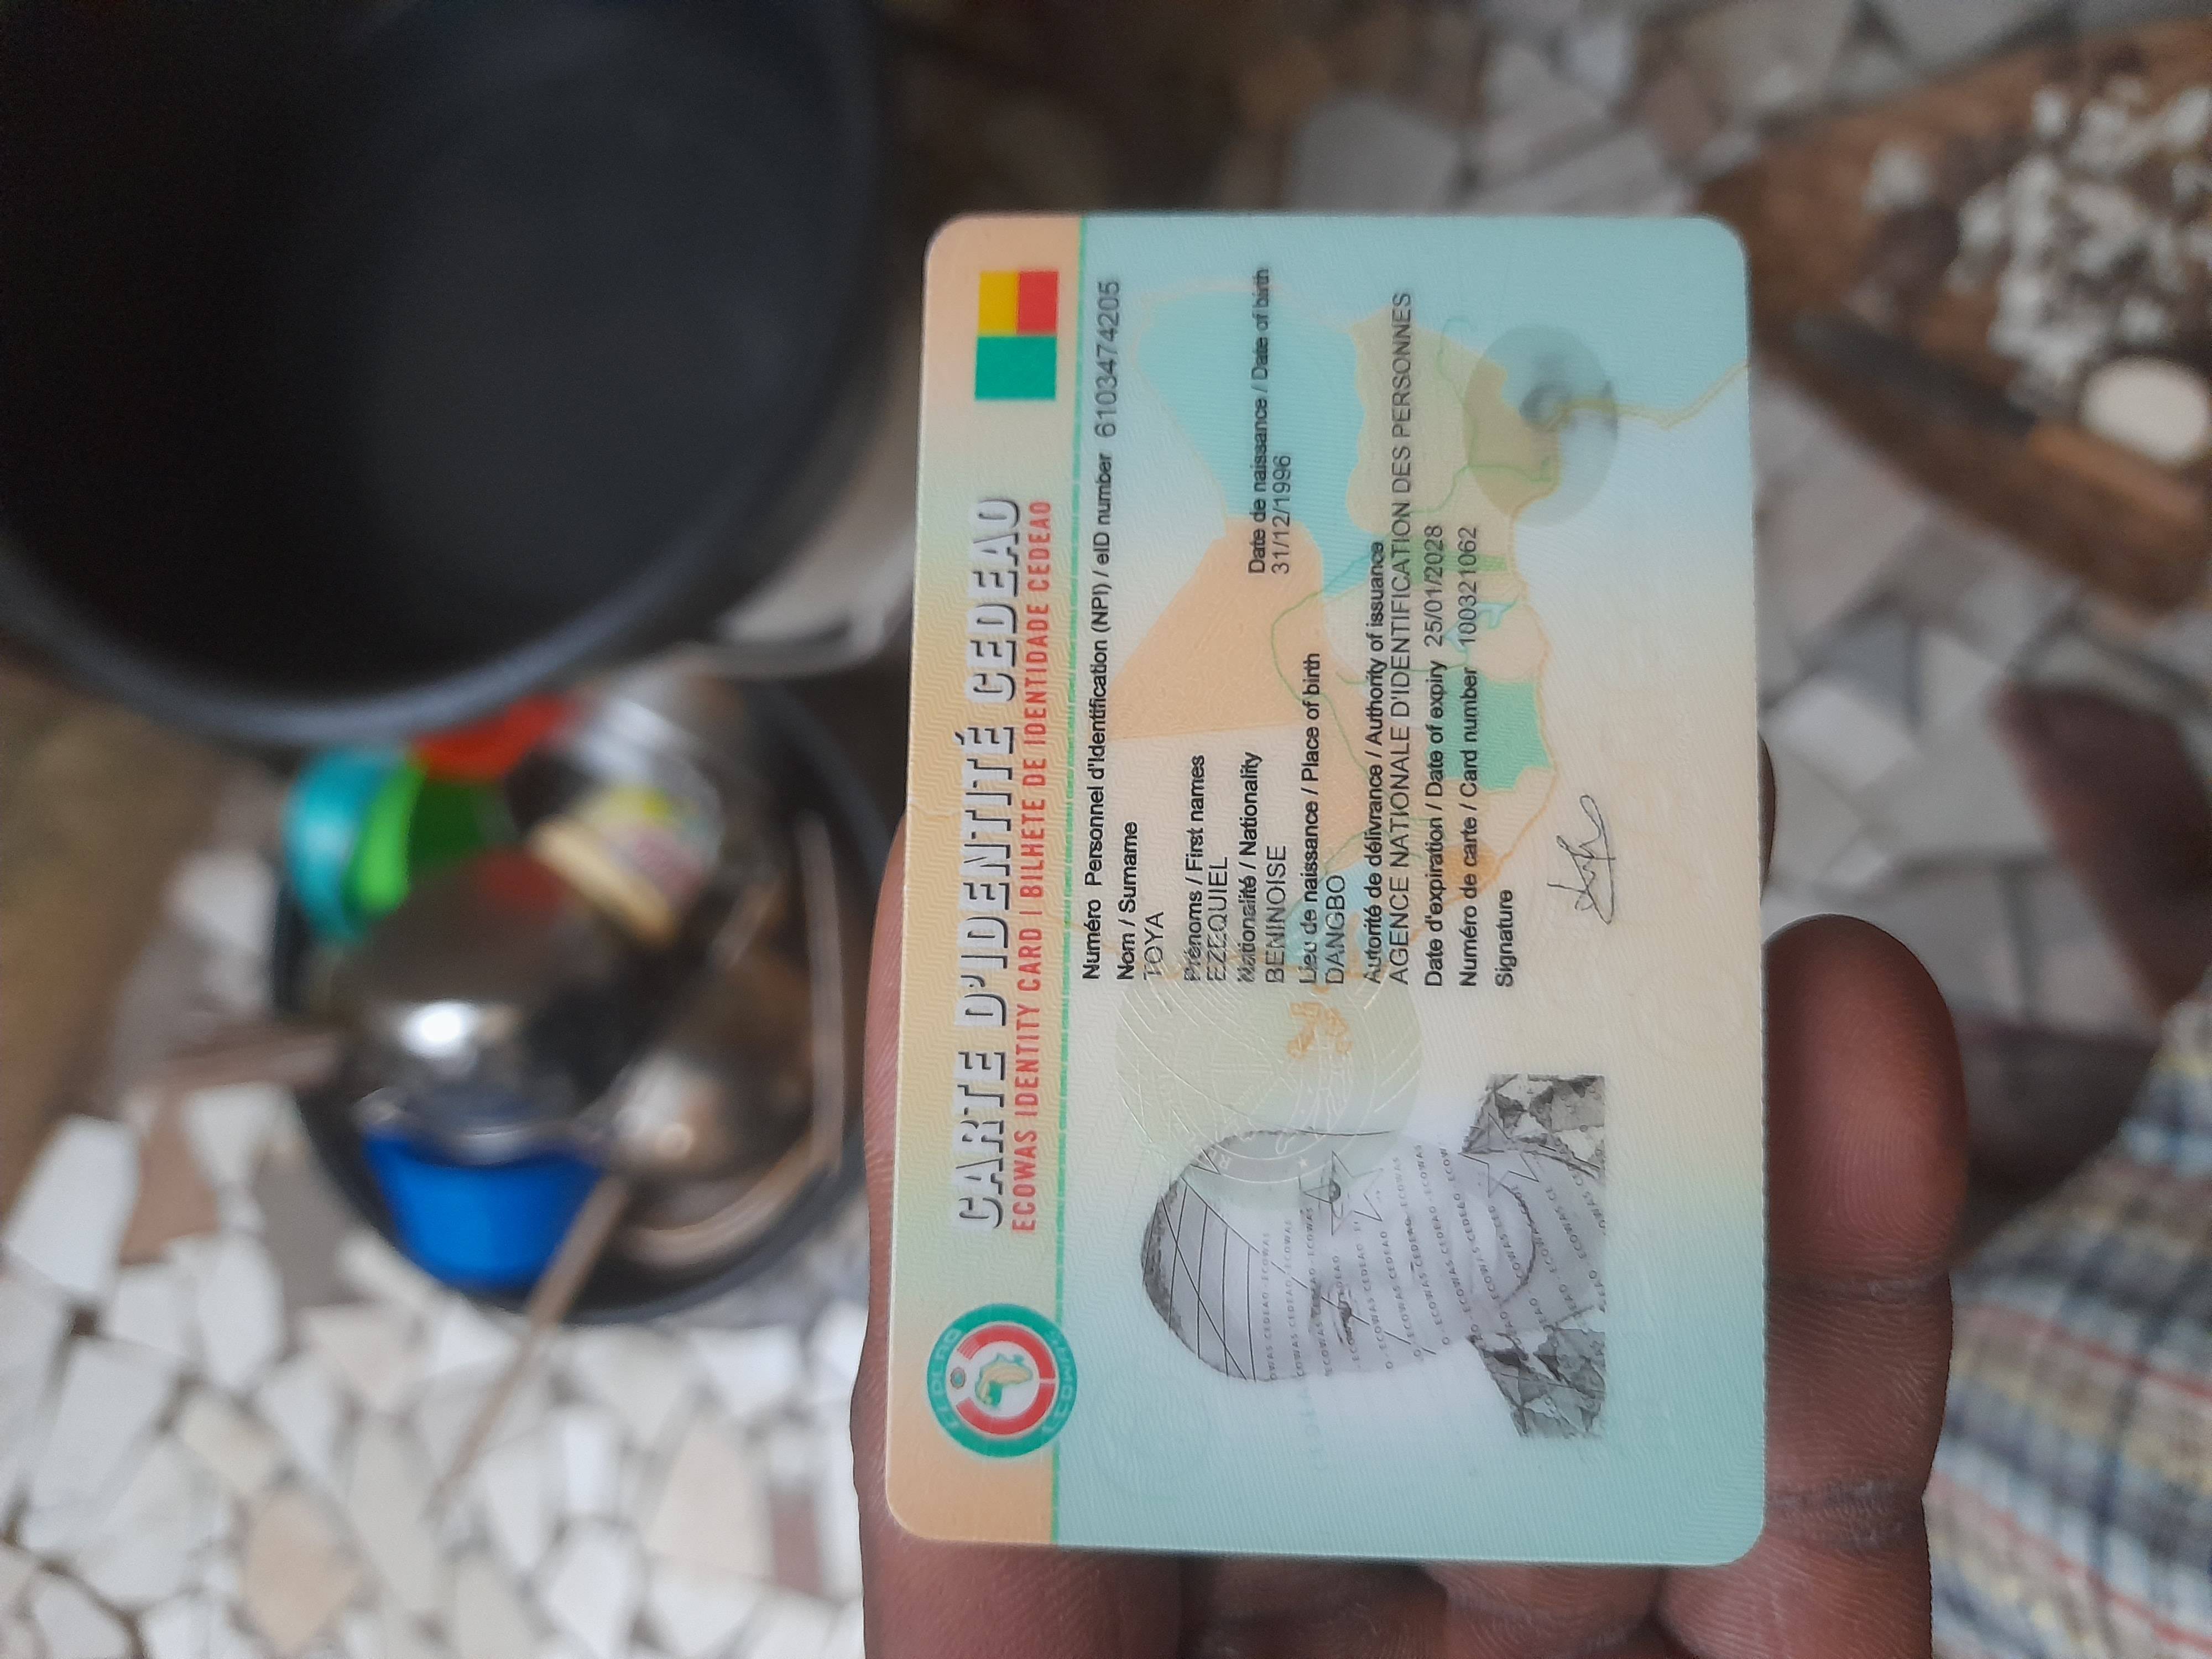 CARTE D'IDENTITÉ CEDEAO
ECOWAS IDENTITY CARD | BILHETE DE IDENTIDADE CEDEAO
Numéro Personnel d'Identification (NPI) / eID number 6103474205
Nom / Surname
TOYA
Prénoms / First names
EZEQUIEL
Nationalité / Nationality
BENINOISE
Date de naissance / Date of birth
31/12/1996
Lieu de naissance / Place of birth
DANGBO
Autorité de délivrance / Authority of issuance
AGENCE NATIONALE D'IDENTIFICATION DES PERSONNES
Date d'expiration / Date of expiry 25/01/2028
Numéro de carte / Card number 100321062
Signature